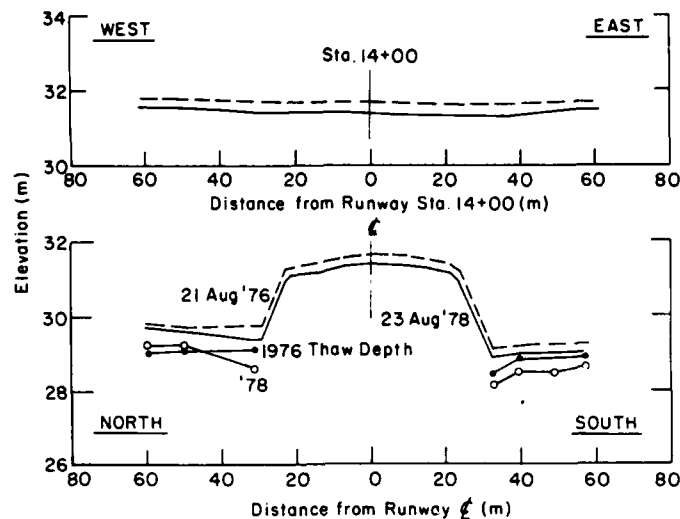 34
WEST
EAST
Sta. 14+00
32
30
80 60 40 20 0 20 40 60 80
Distance from Runway Sta. 14+00 (m)
Elevation (m)
℄
32
21 Aug '76
23 Aug '78
30
1976 Thaw Depth
'78
28
NORTH
SOUTH
26
80 60 40 20 0 20 40 60 80
Distance from Runway ℄ (m)